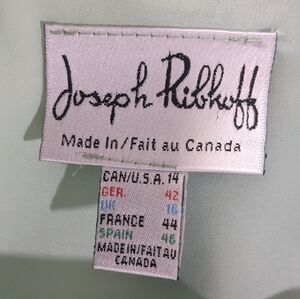 Joseph Ribkoff
Made In/Fait au Canada
CAN/U.S.A. 14
GER. 42
UK 16
FRANCE 44
SPAIN 46
MADE IN/FAIT AU
CANADA